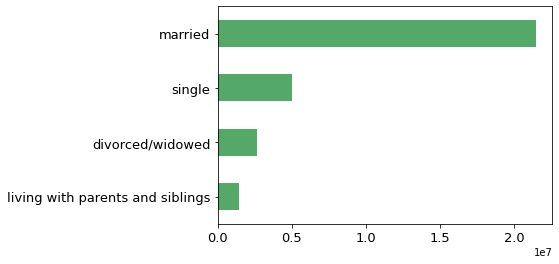 married
single
divorced/widowed
living with parents and siblings
0.0 0.5 1.0 1.5 2.0
1e7